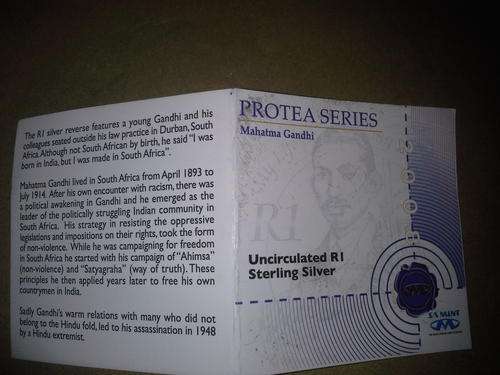 The R1 silver reverse features a young Gandhi and his
colleagues seated outside his law practice in Durban, South
Africa. Although not South African by birth, he said "I was
born in India, but I was made in South Africa".
Mahatma Gandhi lived in South Africa from April 1893 to
July 1914. After his own encounter with racism, there was
a political awakening in Gandhi and he emerged as the
leader of the politically struggling Indian community in
South Africa. His strategy in resisting the oppressive
legislations and impositions on their rights, took the form
of non-violence. While he was campaigning for freedom
in South Africa he started with his campaign of "Ahimsa"
(non-violence) and "Satyagraha" (way of truth). These
principles he then applied years later to free his own
countrymen in India.
Sadly Gandhi's warm relations with many who did not
belong to the Hindu fold, led to his assassination in 1948
by a Hindu extremist.
PROTEA SERIES
Mahatma Gandhi
R1
Uncirculated R1
Sterling Silver
SA MINT